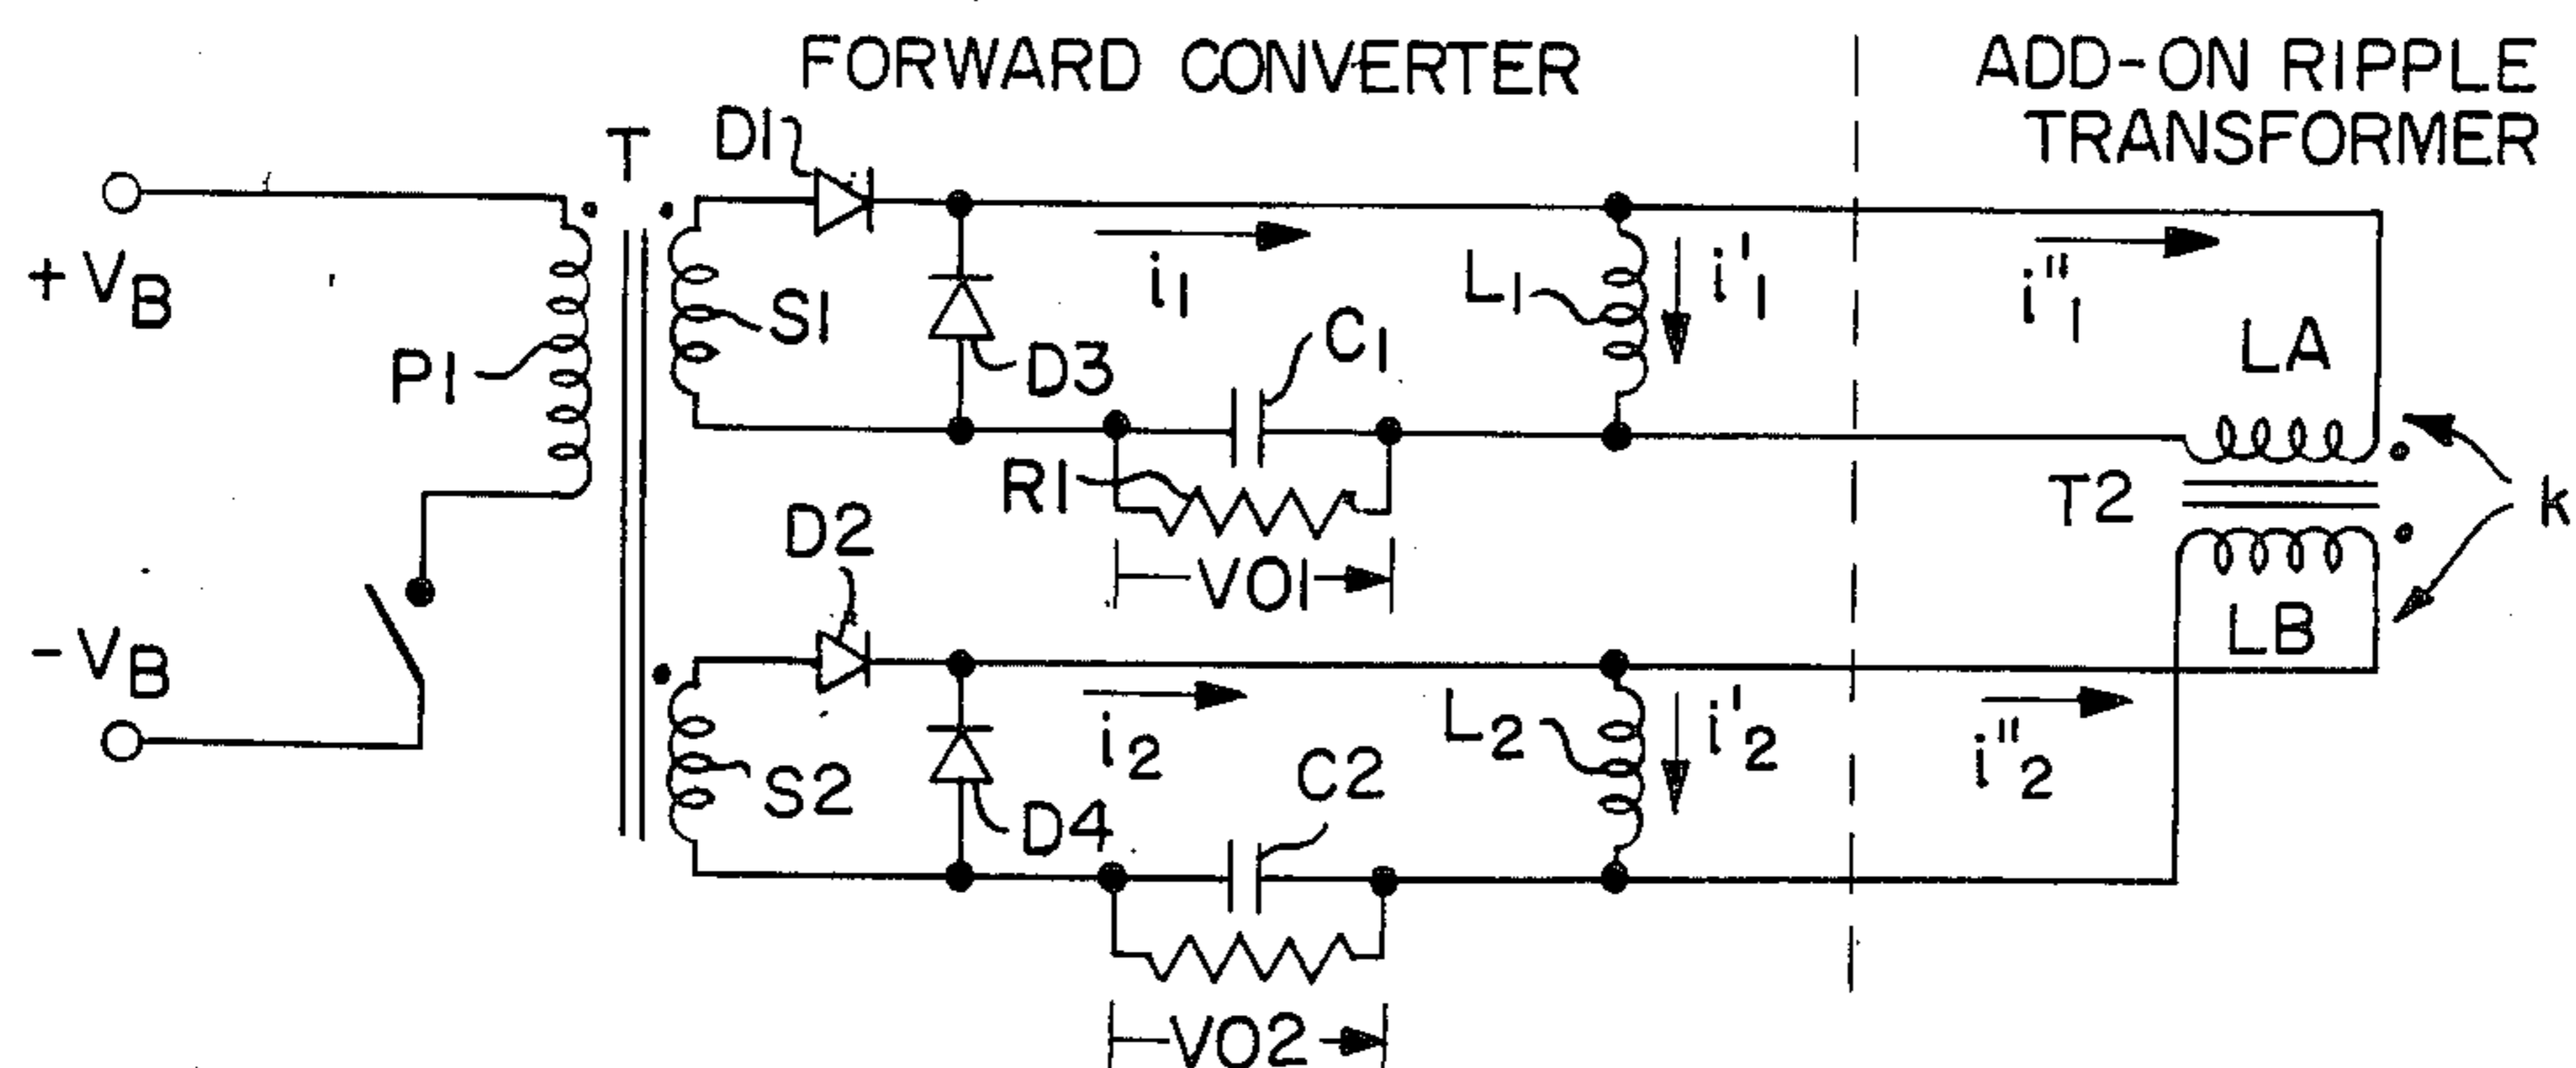 FORWARD CONVERTER
ADD-ON RIPPLE
TRANSFORMER
T
D1
+VB
P1
S1
D3
i1
C1
L1
i'1
i"1
LA
R1
VO1
T2
k
-VB
D2
S2
D4
i2
C2
L2
i'2
i"2
LB
VO2